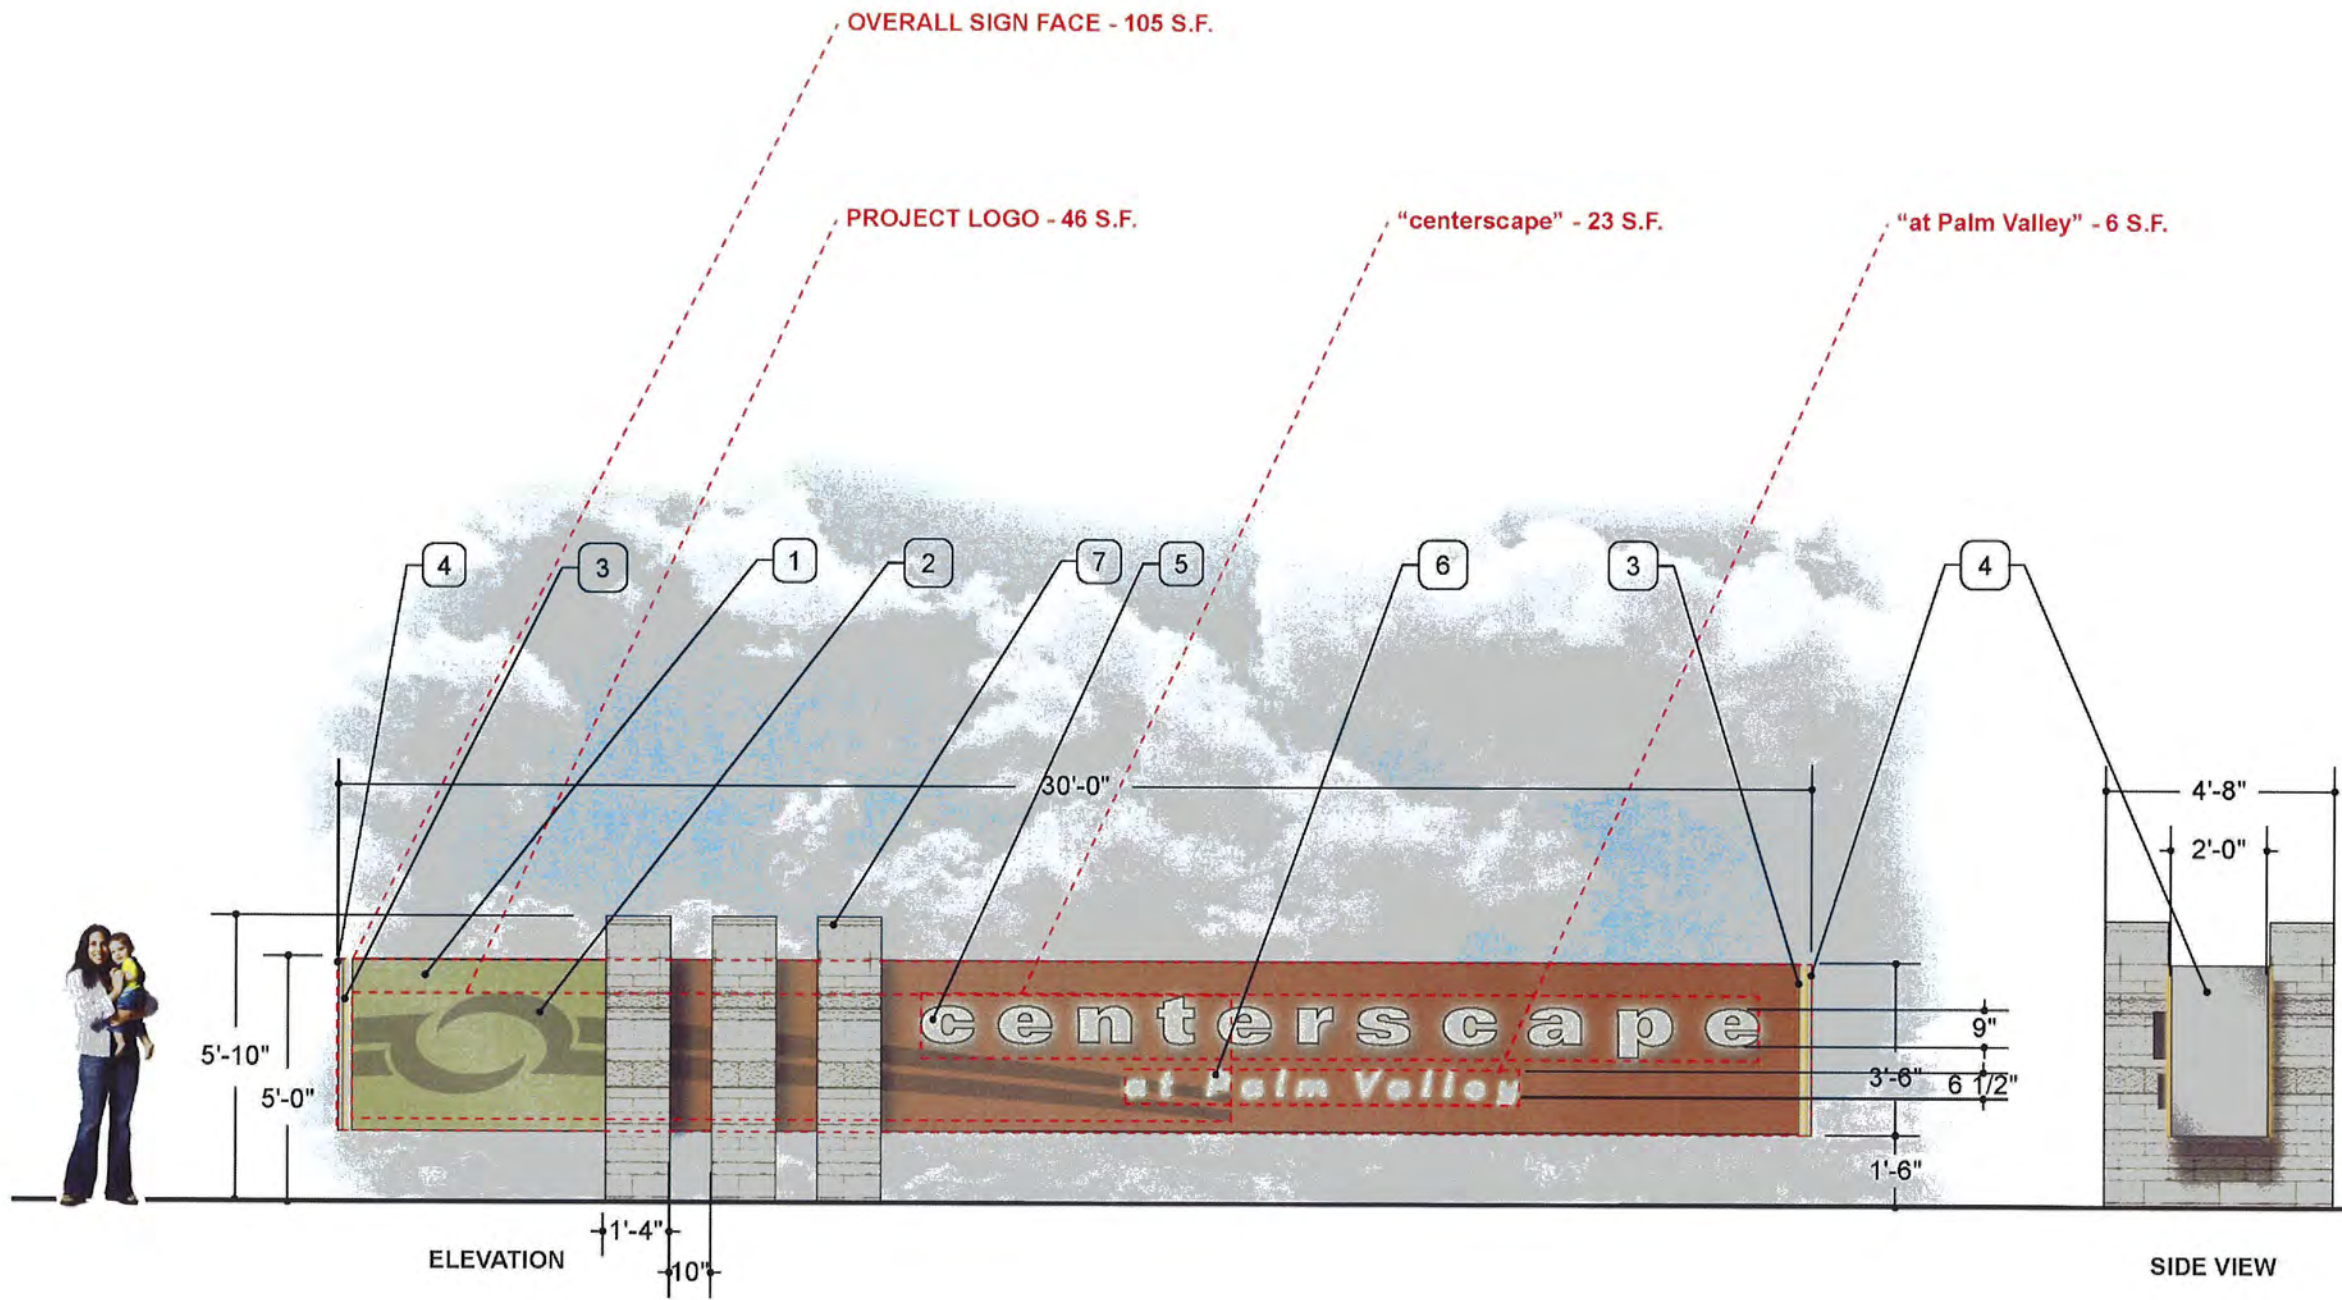 OVERALL SIGN FACE - 105 S.F.
PROJECT LOGO - 46 S.F.
"centerscape" - 23 S.F.
"at Palm Valley" - 6 S.F.
4
3
1
2
7
5
6
3
4
30'-0"
4'-8"
2'-0"
centerscape
at Palm Valley
9"
5'-10"
5'-0"
3'-6"
6 1/2"
1'-6"
1'-4"
10"
ELEVATION
SIDE VIEW